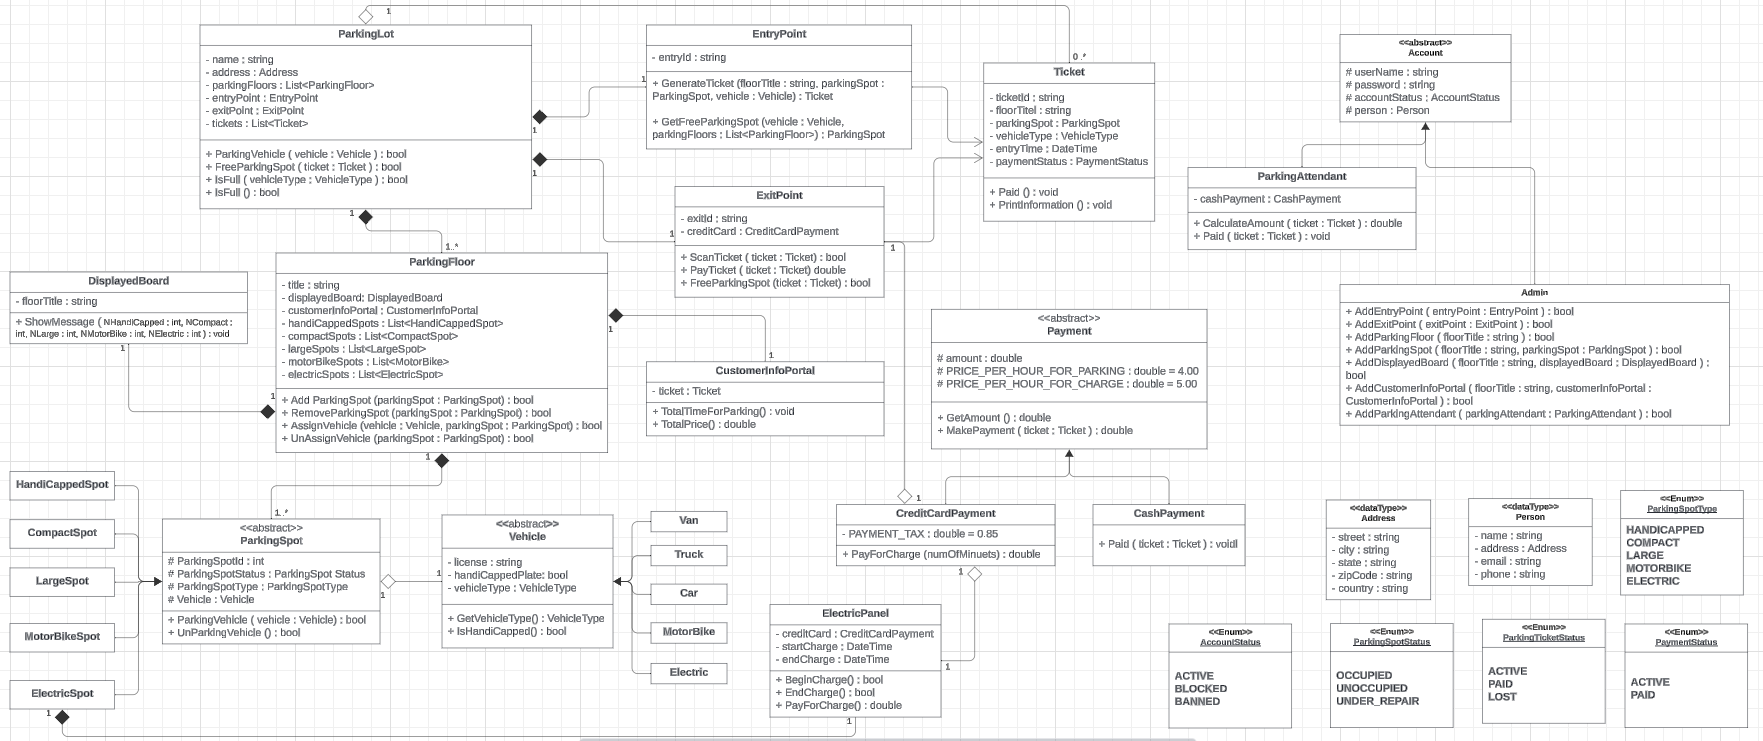 1
ParkingLot
- name : string
- address : Address
- parkingFloors : List<ParkingFloor>
- entryPoint : EntryPoint
- exitPoint : ExitPoint
- tickets : List<Ticket>
+ ParkingVehicle ( vehicle : Vehicle ) : bool
+ FreeParkingSpot ( ticket : Ticket ) : bool
+ IsFull ( vehicleType : VehicleType ) : bool
+ IsFull () : bool
1
1
1
EntryPoint
- entryId : string
+ GenerateTicket (floorTitle : string, parkingSpot :
ParkingSpot, vehicle : Vehicle) : Ticket
+ GetFreeParkingSpot (vehicle : Vehicle,
parkingFloors : List<ParkingFloor>) : ParkingSpot
1
0..*
Ticket
- ticketId : string
- floorTitel : string
- parkingSpot : ParkingSpot
- vehicleType : VehicleType
- entryTime : DateTime
- paymentStatus : PaymentStatus
+ Paid () : void
+ PrintInformation () : void
<<abstract>>
Account
# userName : string
# password : string
# accountStatus : AccountStatus
# person : Person
ParkingAttendant
- cashPayment : CashPayment
+ CalculateAmount ( ticket : Ticket ) : double
+ Paid ( ticket : Ticket ) : void
ExitPoint
- exitId : string
- creditCard : CreditCardPayment
+ ScanTicket ( ticket : Ticket) : bool
+ PayTicket ( ticket : Ticket) double
+ FreeParkingSpot (ticket : Ticket) : bool
1
1
1..*
ParkingFloor
- title : string
- displayedBoard: DisplayedBoard
- customerInfoPortal : CustomerInfoPortal
- handicappedSpots : List<HandiCappedSpot>
- compactSpots : List<CompactSpot>
- largeSpots : List<LargeSpot>
- motorBikeSpots : List<MotorBike>
- electricSpots : List<ElectricSpot>
+ Add ParkingSpot (parkingSpot : ParkingSpot) : bool
+ RemoveParkingSpot (parkingSpot : ParkingSpot) : bool
+ AssignVehicle (vehicle : Vehicle, parkingSpot : ParkingSpot) : bool
+ UnAssignVehicle (parkingSpot : ParkingSpot) : bool
1
1
1
DisplayedBoard
- floorTitle : string
+ ShowMessage ( NHandiCapped : int, NCompact :
int, NLarge : int, NMotorBike : int, NElectric : int ) : void
1
1
CustomerInfoPortal
- ticket : Ticket
+ TotalTimeForParking() : void
+ TotalPrice() : double
<<abstract>>
Payment
# amount : double
# PRICE_PER_HOUR_FOR_PARKING : double = 4.00
# PRICE_PER_HOUR_FOR_CHARGE : double = 5.00
+ GetAmount () : double
+ MakePayment ( ticket : Ticket ) : double
Admin
+ AddEntryPoint ( entryPoint : EntryPoint ) : bool
+ AddExitPoint ( exitPoint : ExitPoint ) : bool
+ AddParkingFloor ( floorTitle : string ) : bool
+ AddParkingSpot ( floorTitle : string, parkingSpot : ParkingSpot ) : bool
+ AddDisplayedBoard ( floorTitle : string, displayedBoard : DisplayedBoard ) :
bool
+ AddCustomerInfoPortal ( floorTitle : string, customerInfoPortal :
CustomerInfoPortal ) : bool
+ AddParkingAttendant ( parkingAttendant : ParkingAttendant ) : bool
HandiCappedSpot
CompactSpot
LargeSpot
MotorBikeSpot
ElectricSpot
1
1..*
<<abstract>>
ParkingSpot
# ParkingSpotId : int
# ParkingSpotStatus : ParkingSpot Status
# ParkingSpotType : ParkingSpotType
# Vehicle : Vehicle
+ ParkingVehicle ( vehicle : Vehicle) : bool
+ UnParkingVehicle () : bool
1
1
<<abstract>>
Vehicle
- license : string
- handiCappedPlate: bool
- vehicleType : VehicleType
+ GetVehicleType() : VehicleType
+ IsHandiCapped() : bool
Van
Truck
Car
MotorBike
Electric
1
CreditCardPayment
- PAYMENT_TAX : double = 0.85
+ PayForCharge (numOfMinuets) : double
1
CashPayment
+ Paid ( ticket : Ticket ) : voidl
ElectricPanel
- creditCard : CreditCardPayment
- startCharge : DateTime
- endCharge : DateTime
+ BeginCharge() : bool
+ EndCharge() : bool
+ PayForCharge() : double
1
1
<<dataType>>
Address
- street : string
- city : string
- state : string
- zipCode : string
- country : string
<<dataType>>
Person
- name : string
- address : Address
- email : string
- phone : string
<<Enum>>
ParkingSpotType
HANDICAPPED
COMPACT
LARGE
MOTORBIKE
ELECTRIC
<<Enum>>
AccountStatus
ACTIVE
BLOCKED
BANNED
<<Enum>>
ParkingSpotStatus
OCCUPIED
UNOCCUPIED
UNDER_REPAIR
<<Enum>>
ParkingTicketStatus
ACTIVE
PAID
LOST
<<Enum>>
PaymentStatus
ACTIVE
PAID